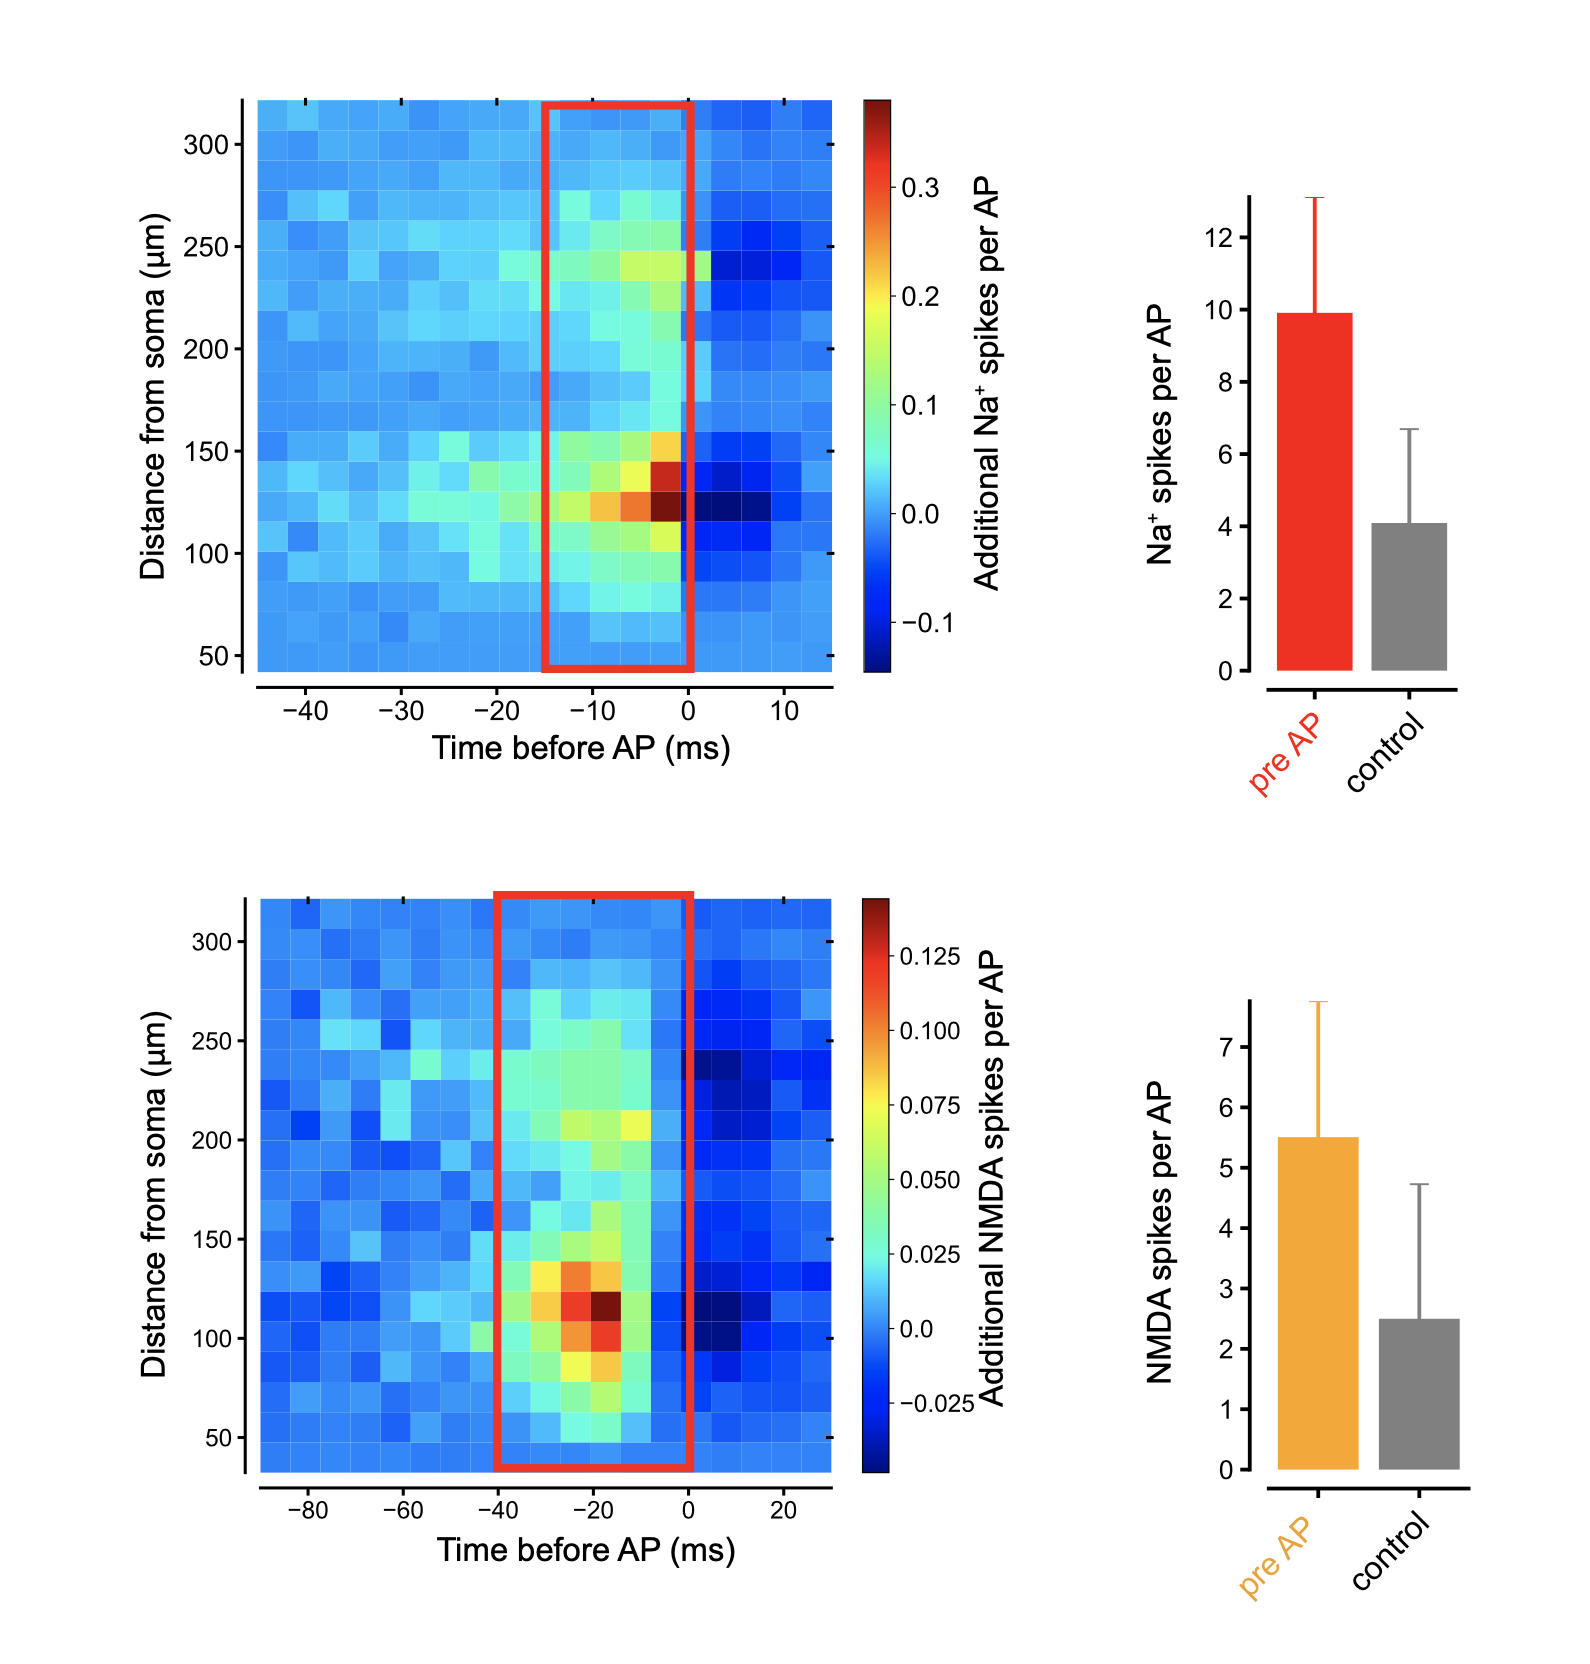 300
250
200
150
100
50
Distance from soma (µm)
−40 −30 −20 −10 0 10
Time before AP (ms)
0.3
0.2
0.1
0.0
−0.1
Additional Na⁺ spikes per AP
12
10
8
6
4
2
0
Na⁺ spikes per AP
pre AP
control
300
250
200
150
100
50
Distance from soma (µm)
−80 −60 −40 −20 0 20
Time before AP (ms)
0.125
0.100
0.075
0.050
0.025
0.0
−0.025
Additional NMDA spikes per AP
7
6
5
4
3
2
1
0
NMDA spikes per AP
pre AP
control